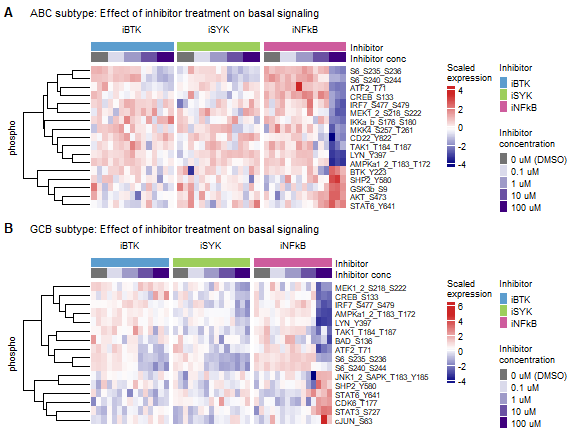 A ABC subtype: Effect of inhibitor treatment on basal signaling
iBTK iSYK iNFkB
Inhibitor
Inhibitor conc
S6_S235_S236
S6_S240_S244
ATF2_T71
CREB_S133
IRF7_S477_S479
MEK1_2_S218_S222
IKKa_b_S176_S180
MKK4_S257_T261
CD22_Y822
TAK1_T184_T187
LYN_Y397
AMPKa1_2_T183_T172
BTK_Y223
SHP2_Y580
GSK3b_S9
AKT_S473
STAT6_Y641
phospho
Scaled
expression
4
2
0
-2
-4
Inhibitor
iBTK
iSYK
iNFkB
Inhibitor
concentration
0 uM (DMSO)
0.1 uM
1 uM
10 uM
100 uM
B GCB subtype: Effect of inhibitor treatment on basal signaling
iBTK iSYK iNFkB
Inhibitor
Inhibitor conc
MEK1_2_S218_S222
CREB_S133
IRF7_S477_S479
AMPKa1_2_T183_T172
LYN_Y397
TAK1_T184_T187
BAD_S136
ATF2_T71
S6_S235_S236
S6_S240_S244
JNK1_2_SAPK_T183_Y185
SHP2_Y580
STAT6_Y641
CDK6_T177
STAT3_S727
cJUN_S63
phospho
Scaled
expression
6
4
2
0
-2
-4
Inhibitor
iBTK
iSYK
iNFkB
Inhibitor
concentration
0 uM (DMSO)
0.1 uM
1 uM
10 uM
100 uM